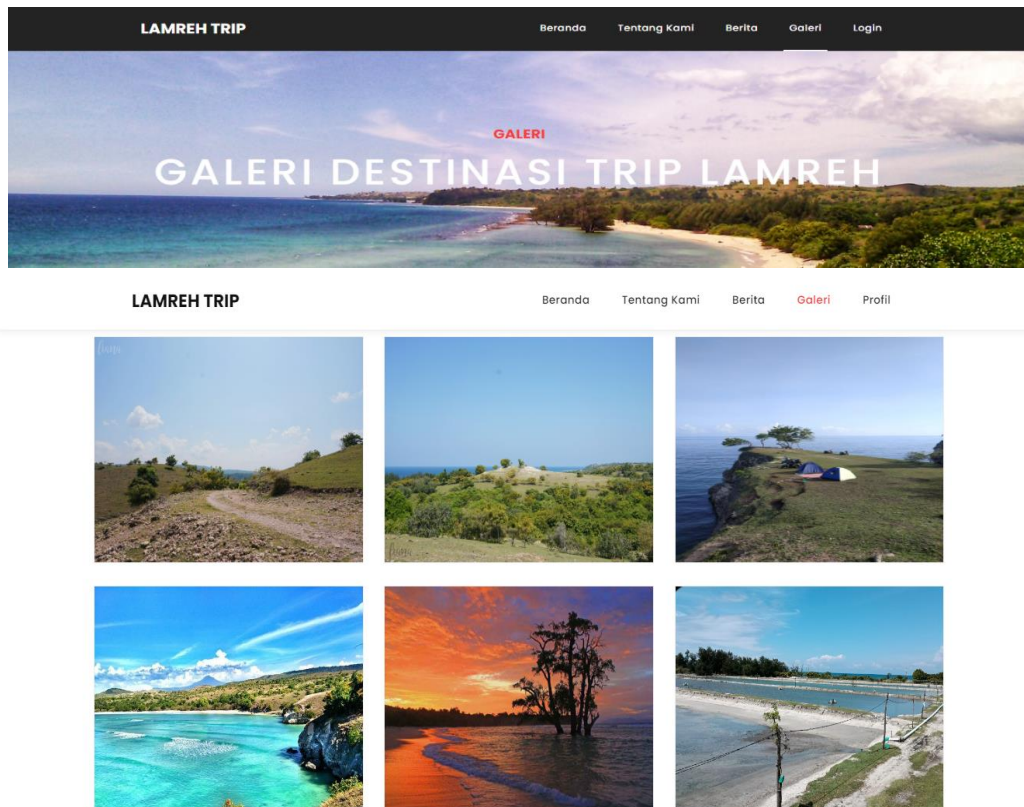 LAMREH TRIP Beranda Tentang Kami Berita Galeri Login
GALERI
GALERI DESTINASI TRIP LAMREH
LAMREH TRIP Beranda Tentang Kami Berita Galeri Profil